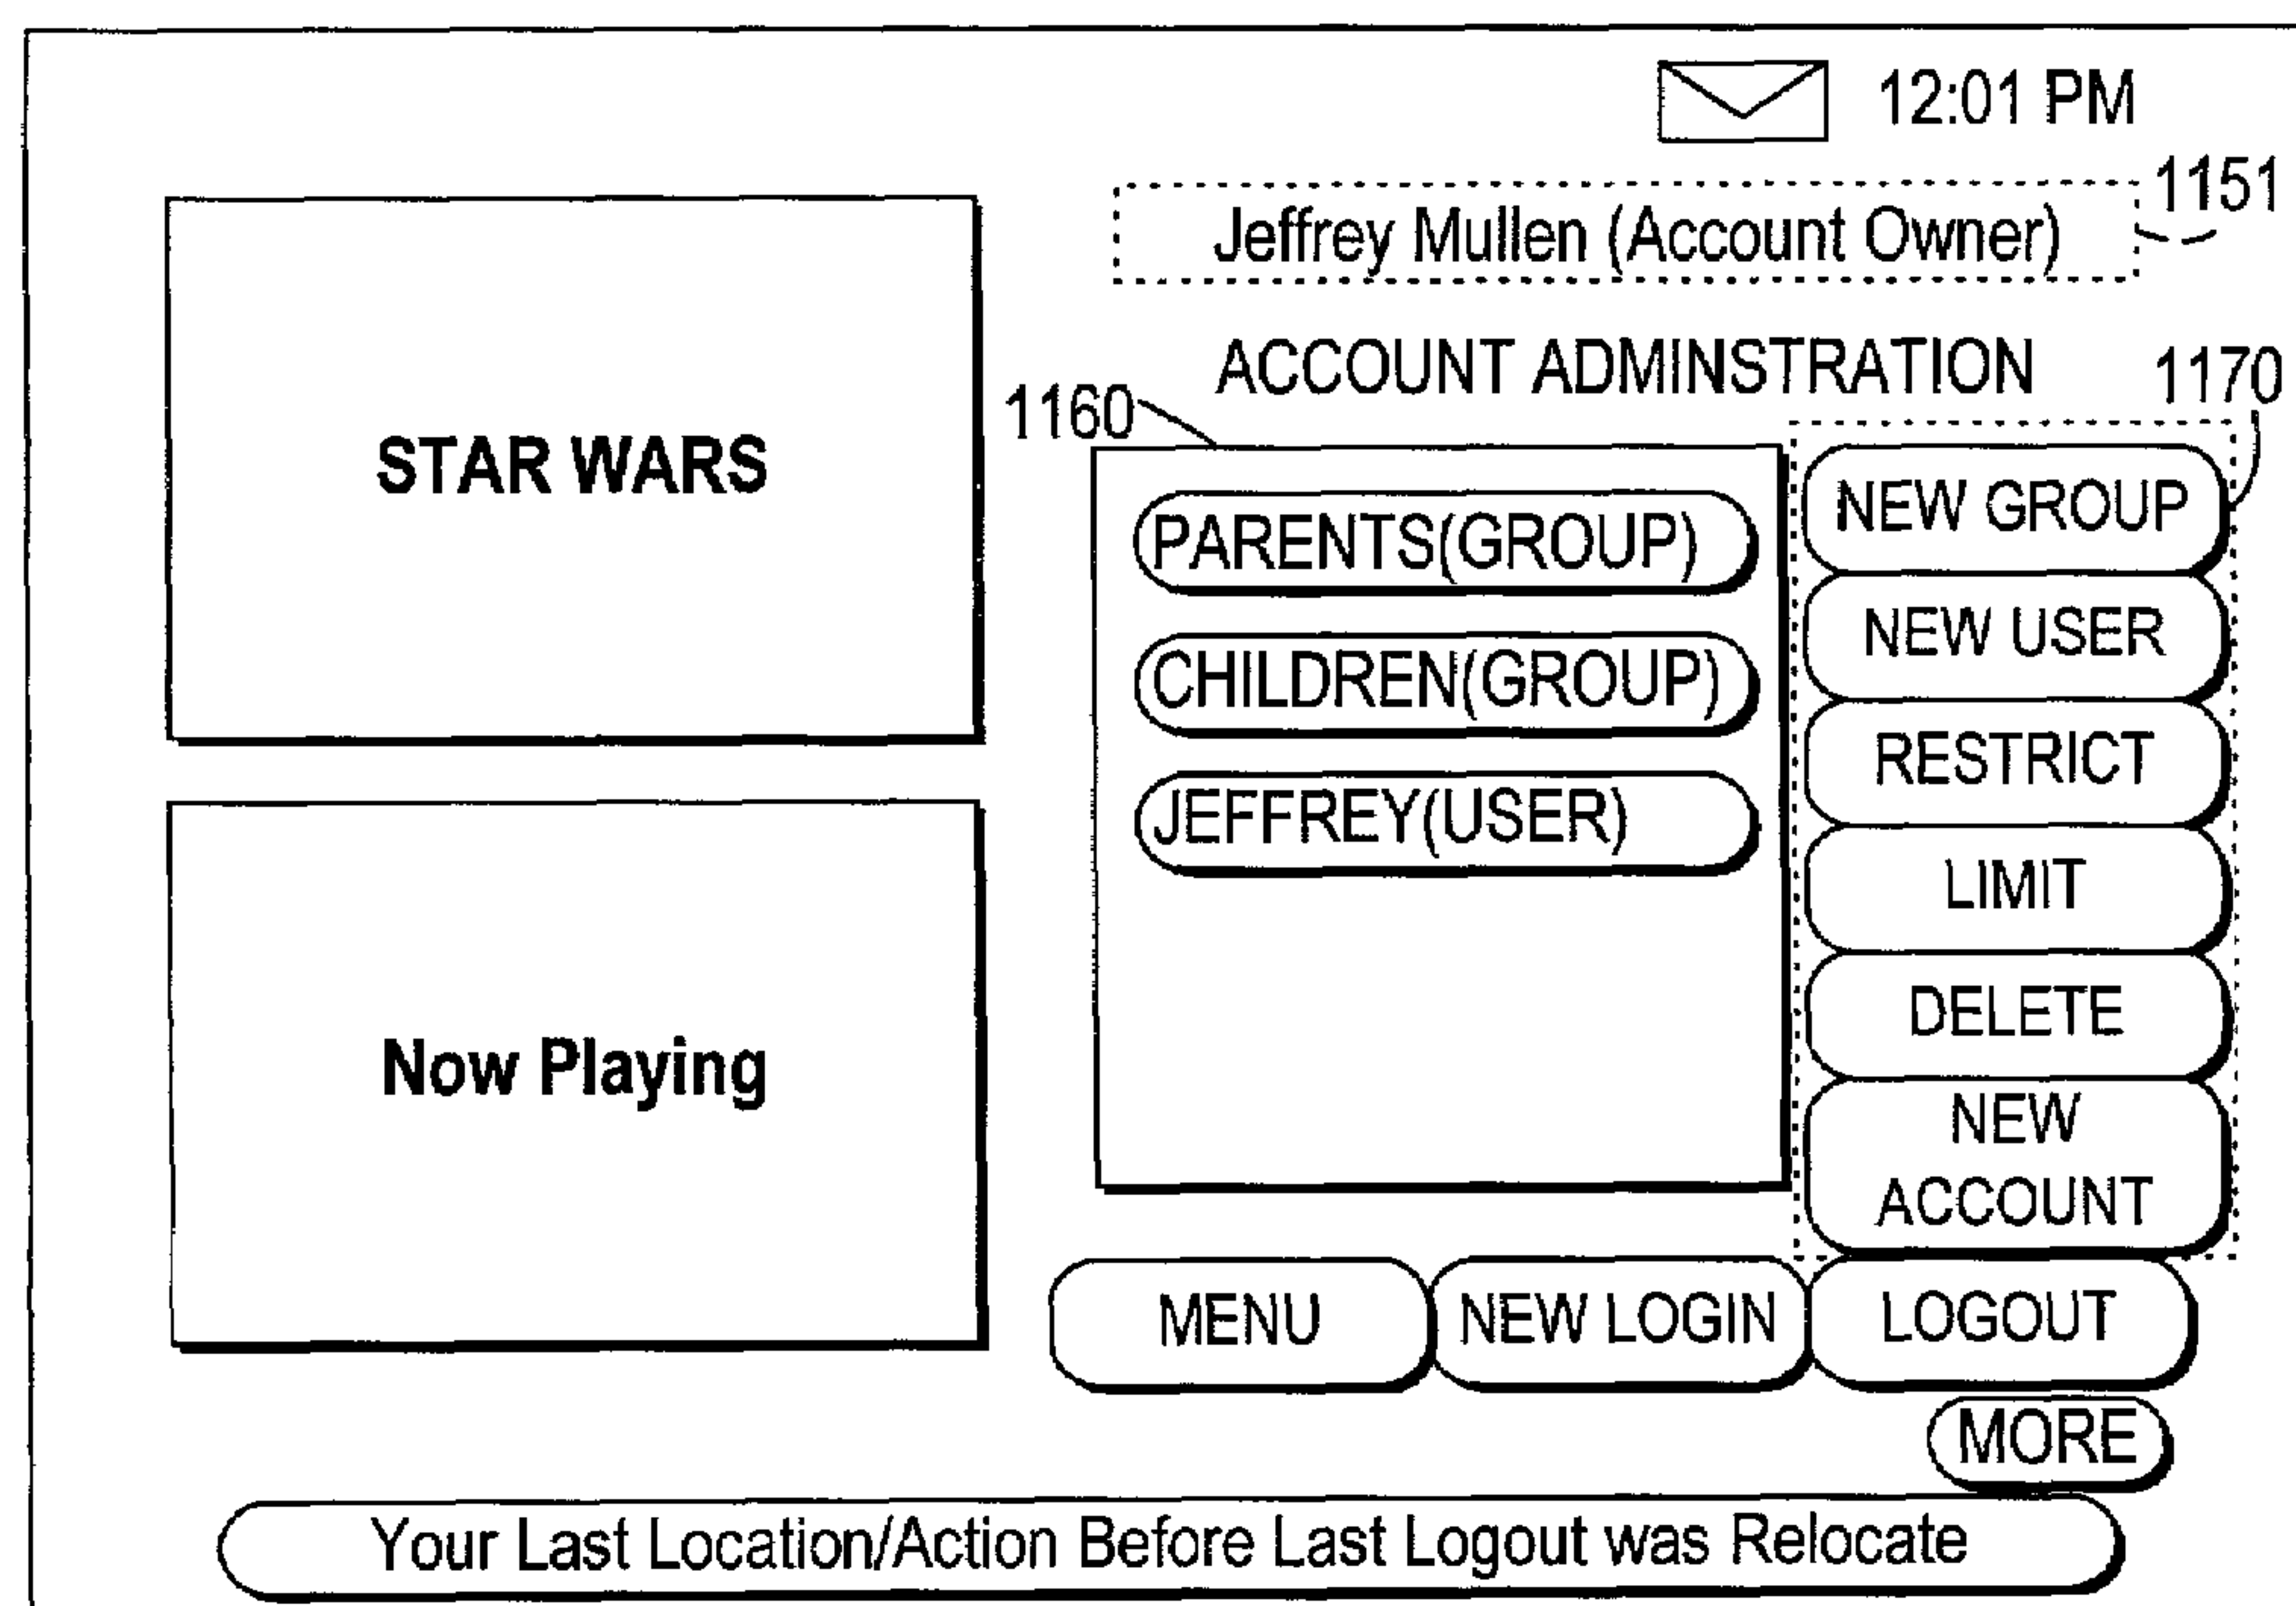 12:01 PM
1151
Jeffrey Mullen (Account Owner)
ACCOUNT ADMINSTRATION
1170
1160
STAR WARS
PARENTS(GROUP)
CHILDREN(GROUP)
JEFFREY(USER)
NEW GROUP
NEW USER
RESTRICT
LIMIT
DELETE
NEW
ACCOUNT
Now Playing
MENU
NEW LOGIN
LOGOUT
MORE
Your Last Location/Action Before Last Logout was Relocate